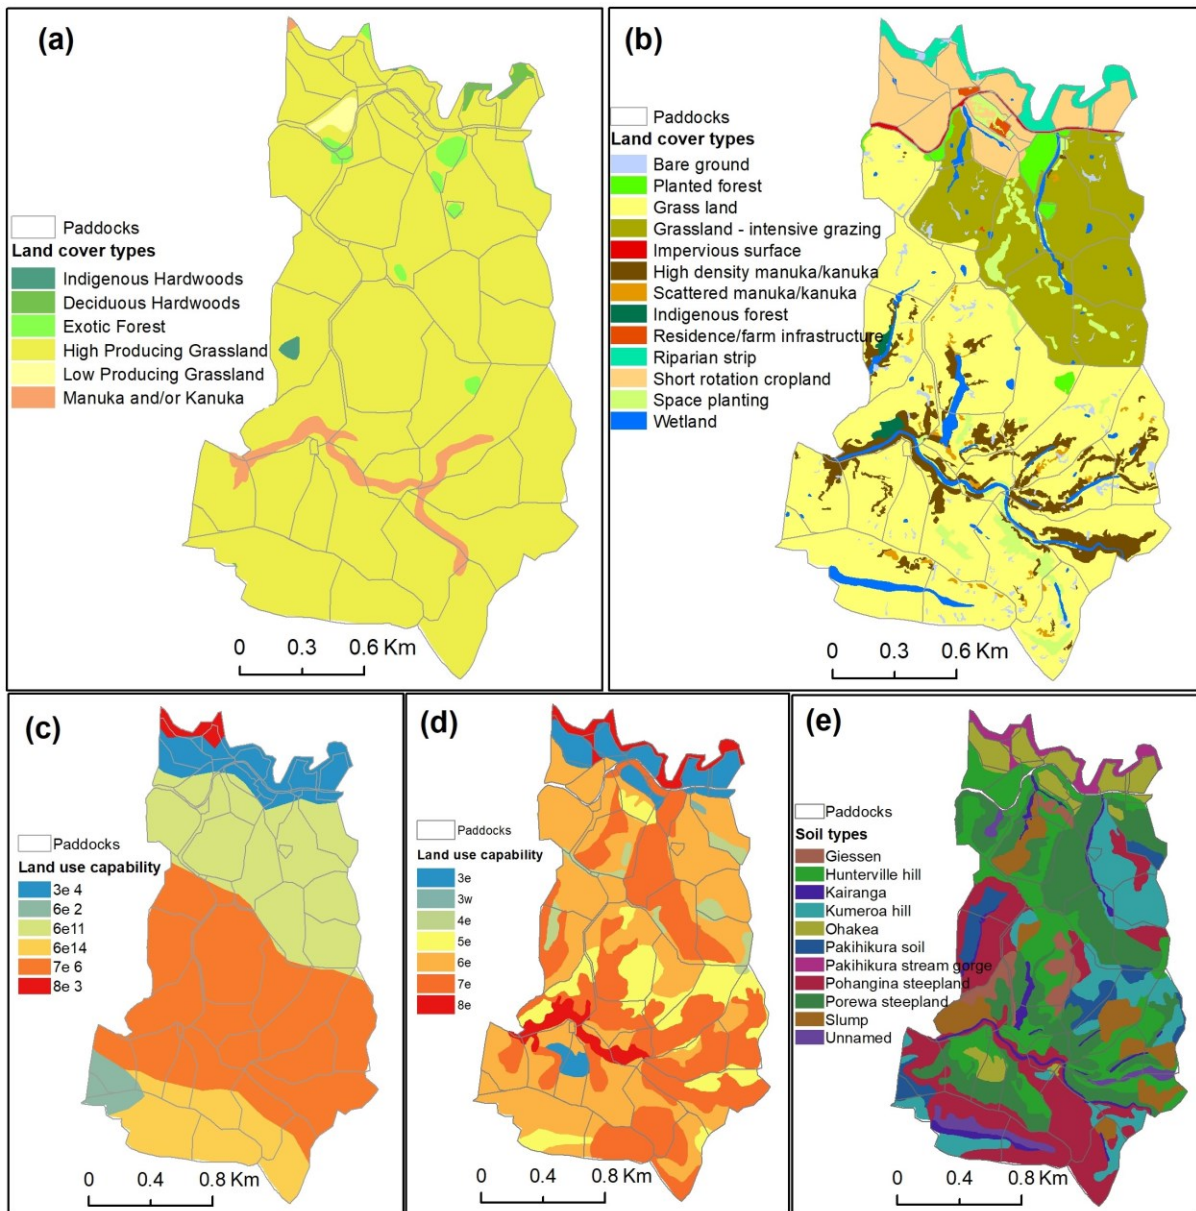 (a)
Paddocks
Land cover types
Indigenous Hardwoods
Deciduous Hardwoods
Exotic Forest
High Producing Grassland
Low Producing Grassland
Manuka and/or Kanuka
0 0.3 0.6 Km
(b)
Paddocks
Land cover types
Bare ground
Planted forest
Grass land
Grassland - intensive grazing
Impervious surface
High density manuka/kanuka
Scattered manuka/kanuka
Indigenous forest
Residence/farm infrastructure
Riparian strip
Short rotation cropland
Space planting
Wetland
0 0.3 0.6 Km
(c)
Paddocks
Land use capability
3e 4
6e 2
6e11
6e14
7e 6
8e 3
0 0.4 0.8 Km
(d)
Paddocks
Land use capability
3e
3w
4e
5e
6e
7e
8e
0 0.4 0.8 Km
(e)
Paddocks
Soil types
Giessen
Hunterville hill
Kairanga
Kumeroa hill
Ohakea
Pakihikura soil
Pakihikura stream gorge
Pohangina steepland
Porewa steepland
Slump
Unnamed
0 0.4 0.8 Km